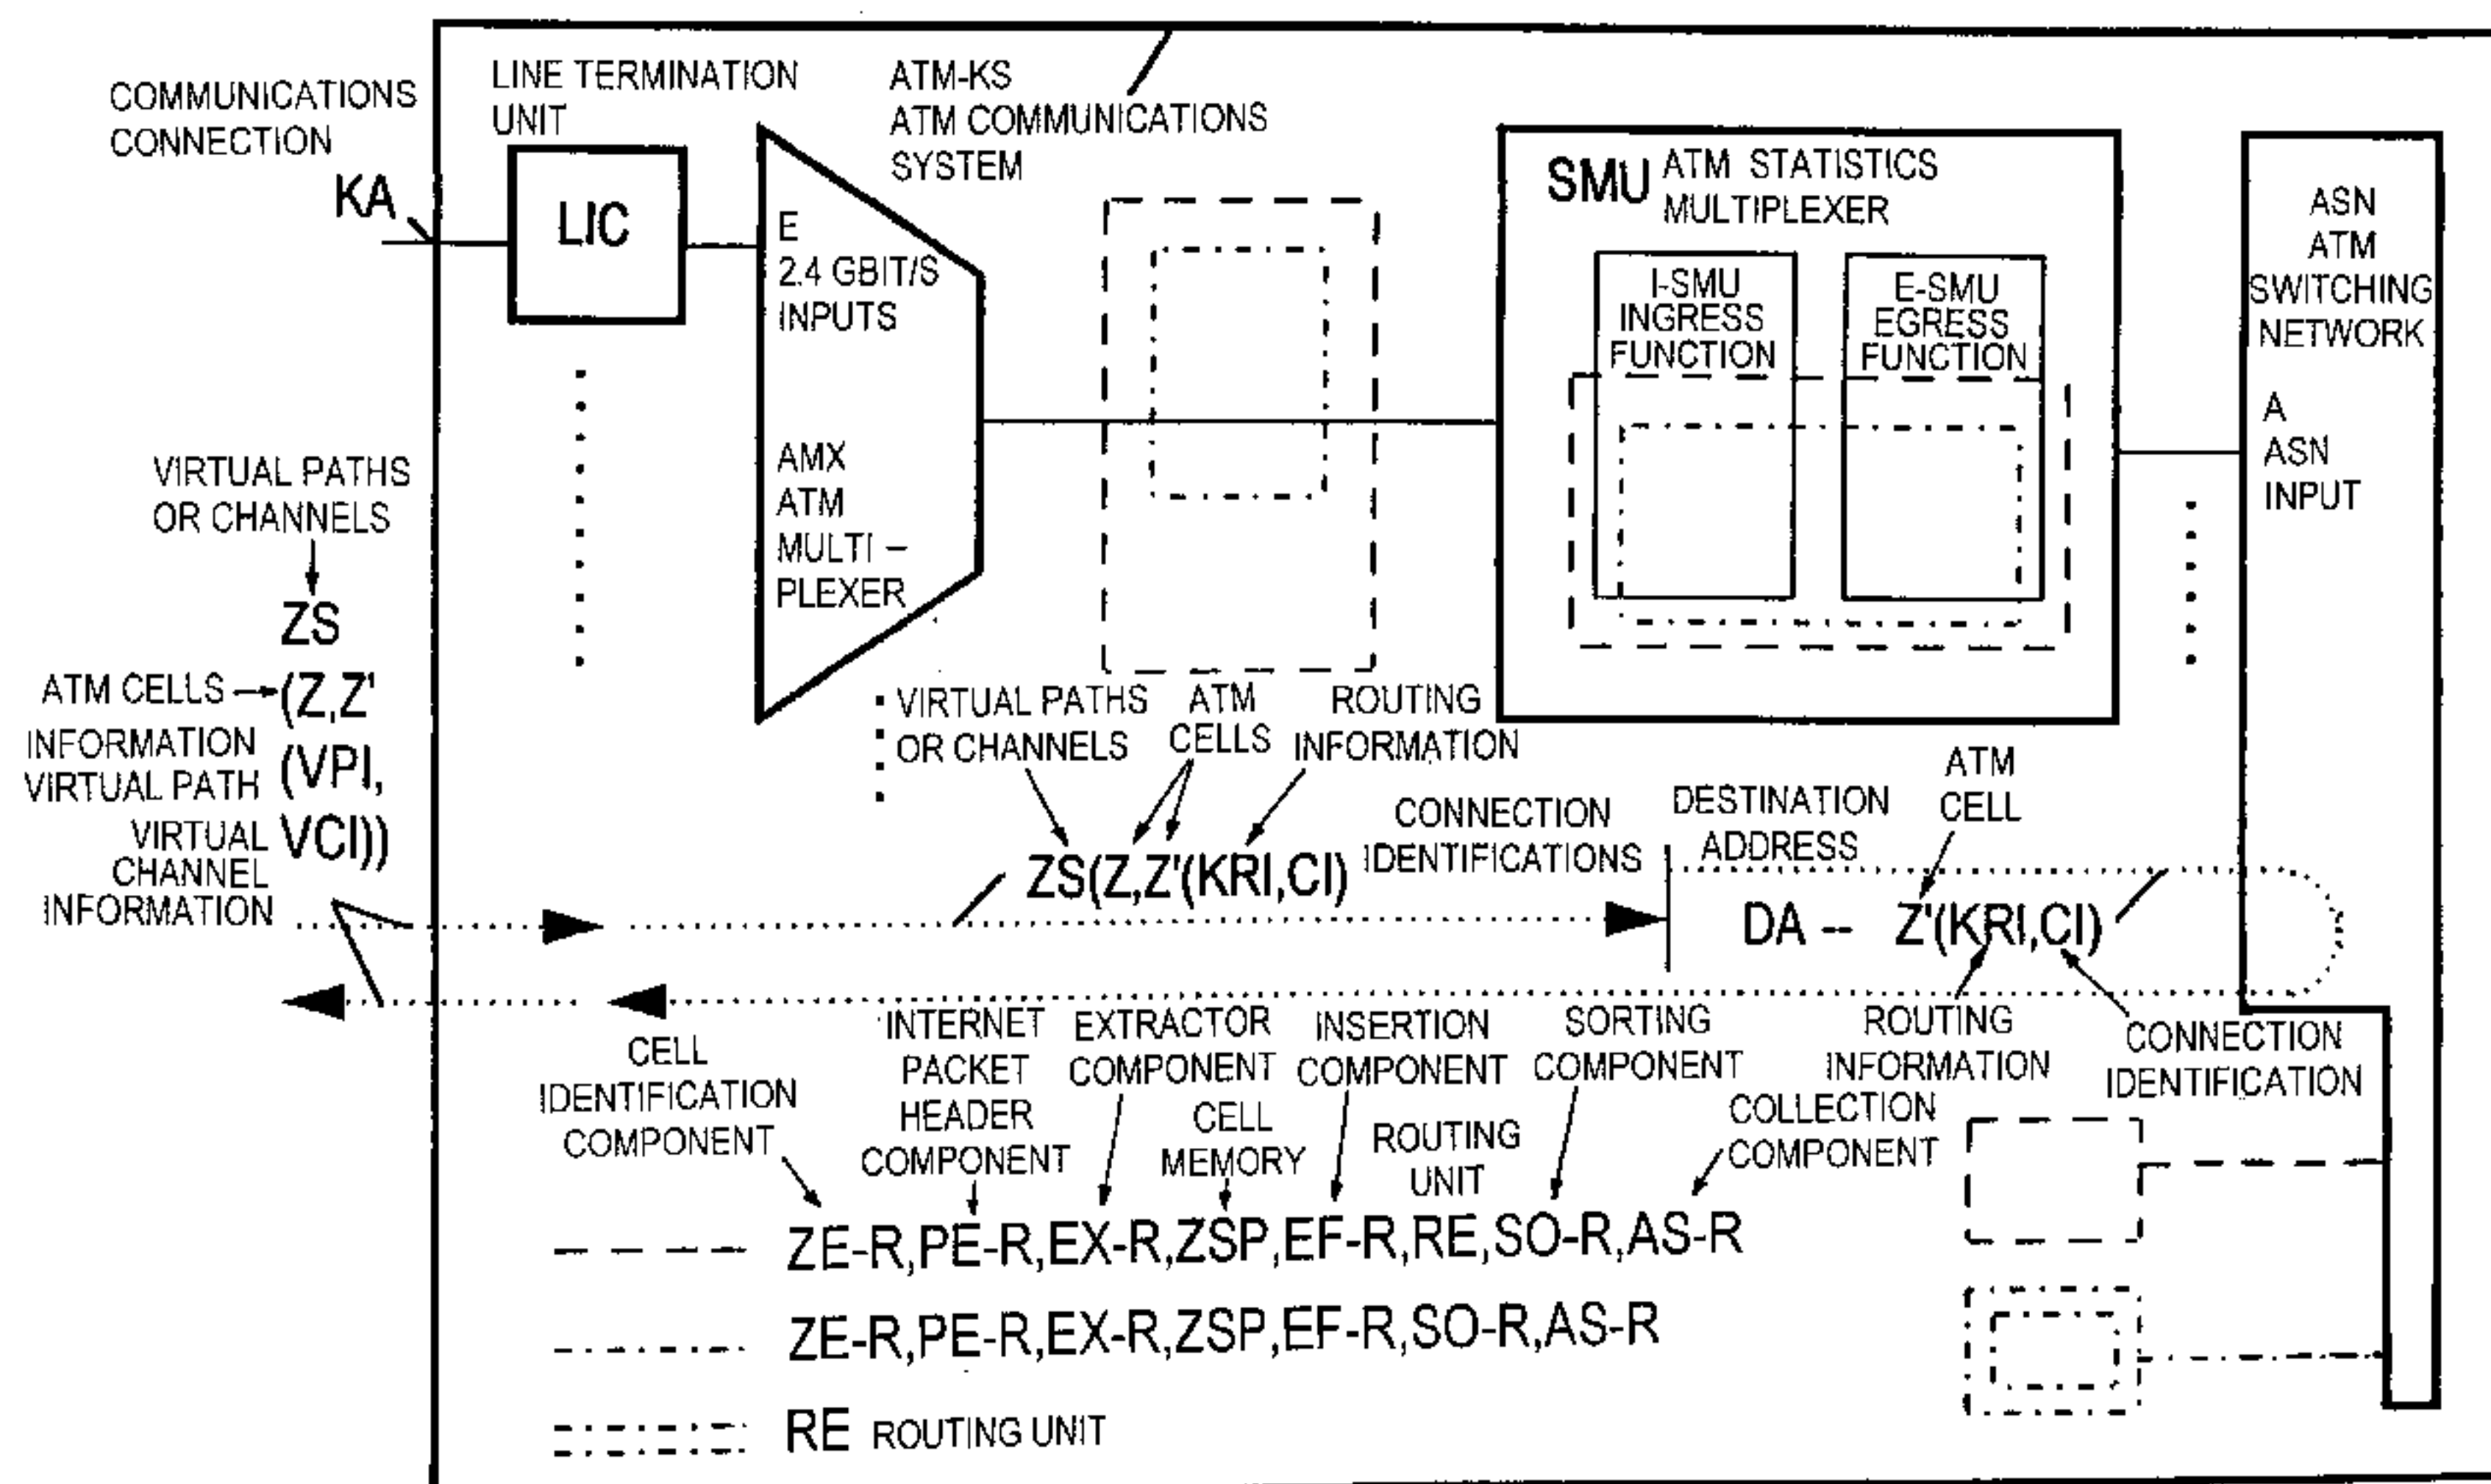 COMMUNICATIONS
CONNECTION
KA
LINE TERMINATION
UNIT
LIC
ATM-KS
ATM COMMUNICATIONS
SYSTEM
E
2.4 GBIT/S
INPUTS
AMX
ATM
MULTI –
PLEXER
SMU
ATM STATISTICS
MULTIPLEXER
I-SMU
INGRESS
FUNCTION
E-SMU
EGRESS
FUNCTION
ASN
ATM
SWITCHING
NETWORK
A
ASN
INPUT
VIRTUAL PATHS
OR CHANNELS
ZS
ATM CELLS
(Z,Z'
INFORMATION
VIRTUAL PATH
(VPI,
VIRTUAL
CHANNEL
INFORMATION
VCI))
VIRTUAL PATHS
OR CHANNELS
ATM
CELLS
ROUTING
INFORMATION
ZS(Z,Z'(KRI,CI)
CONNECTION
IDENTIFICATIONS
DESTINATION
ADDRESS
ATM
CELL
DA -- Z'(KRI,CI)
CELL
IDENTIFICATION
COMPONENT
INTERNET
PACKET
HEADER
COMPONENT
EXTRACTOR
COMPONENT
CELL
MEMORY
INSERTION
COMPONENT
ROUTING
UNIT
SORTING
COMPONENT
COLLECTION
COMPONENT
ROUTING
INFORMATION
CONNECTION
IDENTIFICATION
ZE-R,PE-R,EX-R,ZSP,EF-R,RE,SO-R,AS-R
ZE-R,PE-R,EX-R,ZSP,EF-R,SO-R,AS-R
RE ROUTING UNIT